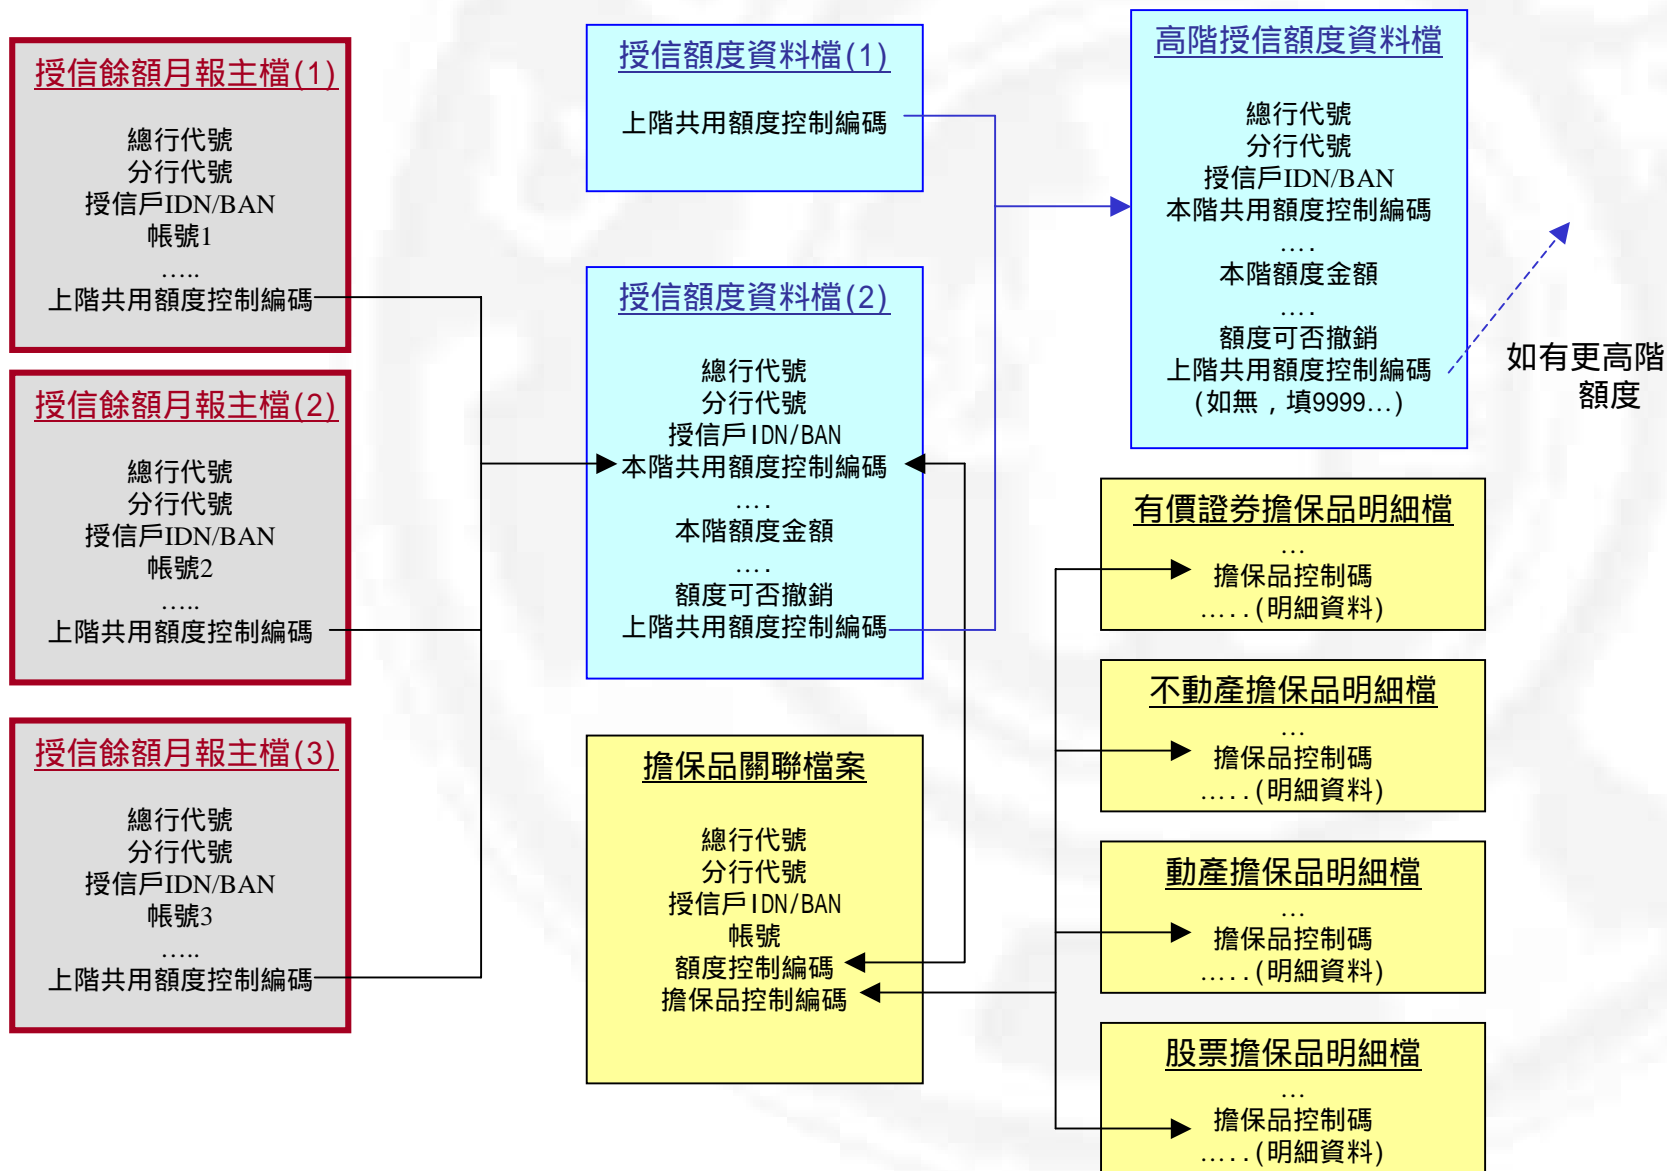 授信餘額月報主檔(1)
總行代號
分行代號
授信戶IDN/BAN
帳號1
…..
上階共用額度控制編碼
授信餘額月報主檔(2)
總行代號
分行代號
授信戶IDN/BAN
帳號2
…..
上階共用額度控制編碼
授信餘額月報主檔(3)
總行代號
分行代號
授信戶IDN/BAN
帳號3
…..
上階共用額度控制編碼
授信額度資料檔(1)
上階共用額度控制編碼
授信額度資料檔(2)
總行代號
分行代號
授信戶IDN/BAN
本階共用額度控制編碼
….
本階額度金額
….
額度可否撤銷
上階共用額度控制編碼
擔保品關聯檔案
總行代號
分行代號
授信戶IDN/BAN
帳號
額度控制編碼
擔保品控制編碼
高階授信額度資料檔
總行代號
分行代號
授信戶IDN/BAN
本階共用額度控制編碼
….
本階額度金額
….
額度可否撤銷
上階共用額度控制編碼
(如無，填9999…)
如有更高階
額度
有價證券擔保品明細檔
…
擔保品控制碼
…..(明細資料)
不動產擔保品明細檔
…
擔保品控制碼
…..(明細資料)
動產擔保品明細檔
…
擔保品控制碼
…..(明細資料)
股票擔保品明細檔
…
擔保品控制碼
…..(明細資料)